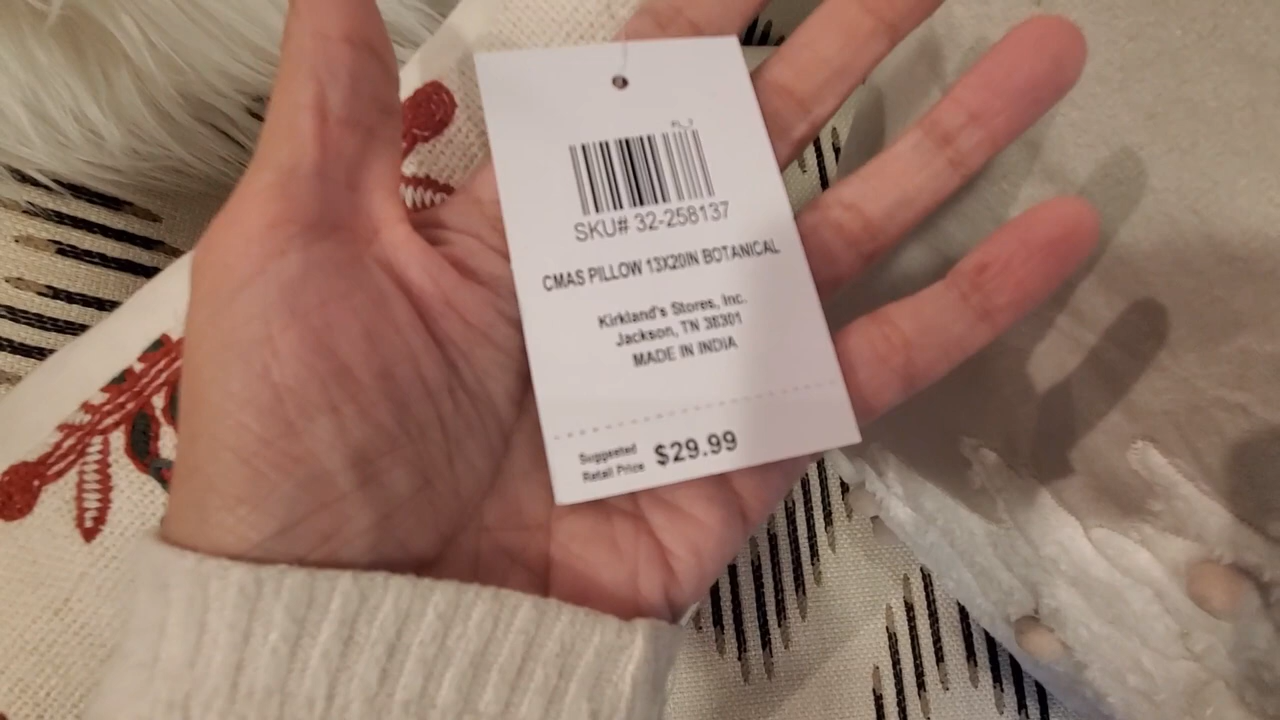 SKU# 32-258137
CMAS PILLOW 13X20IN BOTANICAL
Kirkland's Stores, Inc.
Jackson, TN 38301
MADE IN INDIA
Suggested
Retail Price
$29.99